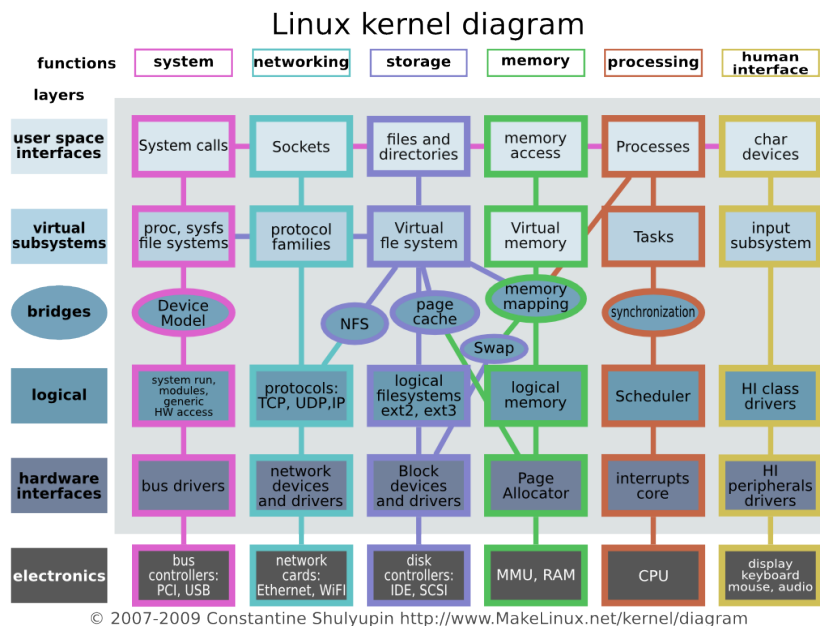 Linux kernel diagram
functions
system
networking
storage
memory
processing
human
interface
layers
user space
interfaces
System calls
Sockets
files and
directories
memory
access
Processes
char
devices
virtual
subsystems
proc, sysfs
file systems
protocol
families
Virtual
fle system
Virtual
memory
Tasks
input
subsystem
bridges
Device
Model
NFS
page
cache
memory
mapping
synchronization
Swap
logical
system run,
modules,
generic
HW access
protocols:
TCP, UDP,IP
logical
filesystems
ext2, ext3
logical
memory
Scheduler
HI class
drivers
hardware
interfaces
bus drivers
network
devices
and drivers
Block
devices
and drivers
Page
Allocator
interrupts
core
HI
peripherals
drivers
electronics
bus
controllers:
PCI, USB
network
cards:
Ethernet, WiFI
disk
controllers:
IDE, SCSI
MMU, RAM
CPU
display
keyboard
mouse, audio
© 2007-2009 Constantine Shulyupin http://www.MakeLinux.net/kernel/diagram